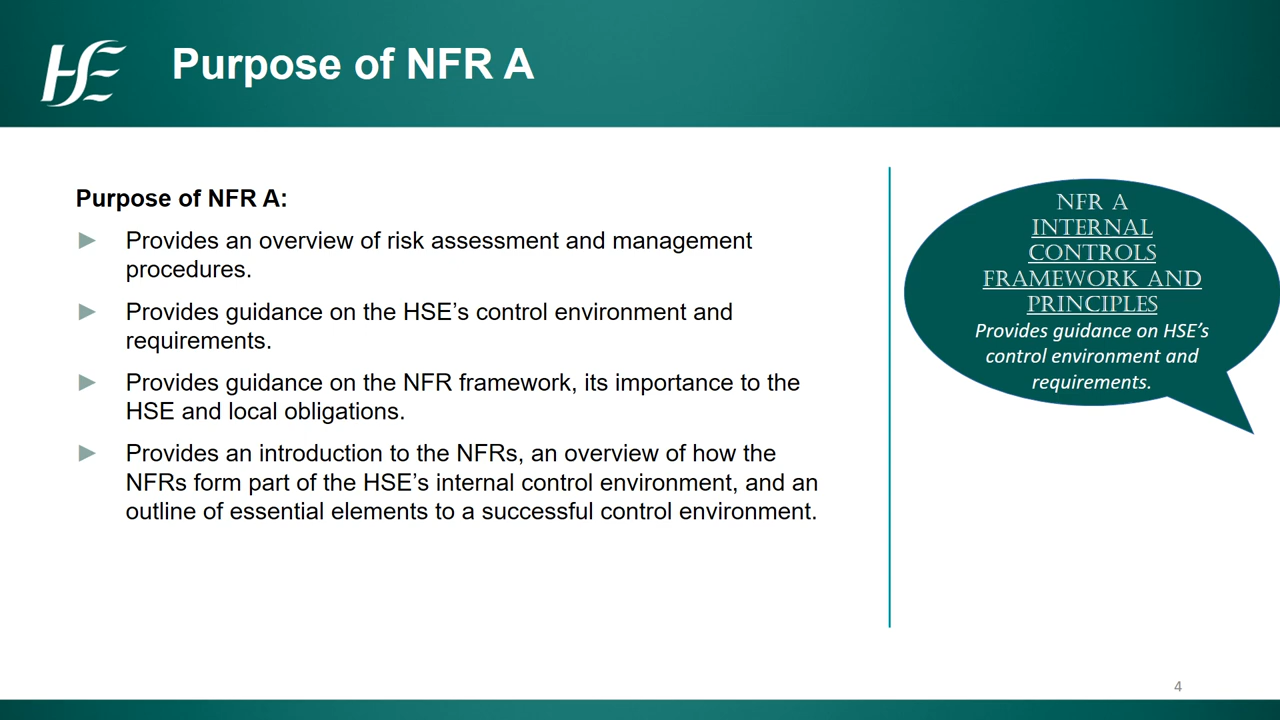 HSE
Purpose of NFR A
Purpose of NFR A:
Provides an overview of risk assessment and management
procedures.
Provides guidance on the HSE’s control environment and
requirements.
Provides guidance on the NFR framework, its importance to the
HSE and local obligations.
Provides an introduction to the NFRs, an overview of how the
NFRs form part of the HSE’s internal control environment, and an
outline of essential elements to a successful control environment.
NFR A
INTERNAL
CONTROLS
FRAMEWORK AND
PRINCIPLES
Provides guidance on HSE’s
control environment and
requirements.
4